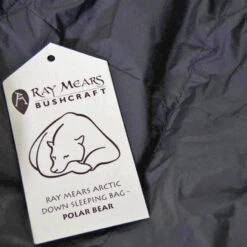 RAY MEARS
BUSHCRAFT
RAY MEARS ARCTIC
DOWN SLEEPING BAG -
POLAR BEAR